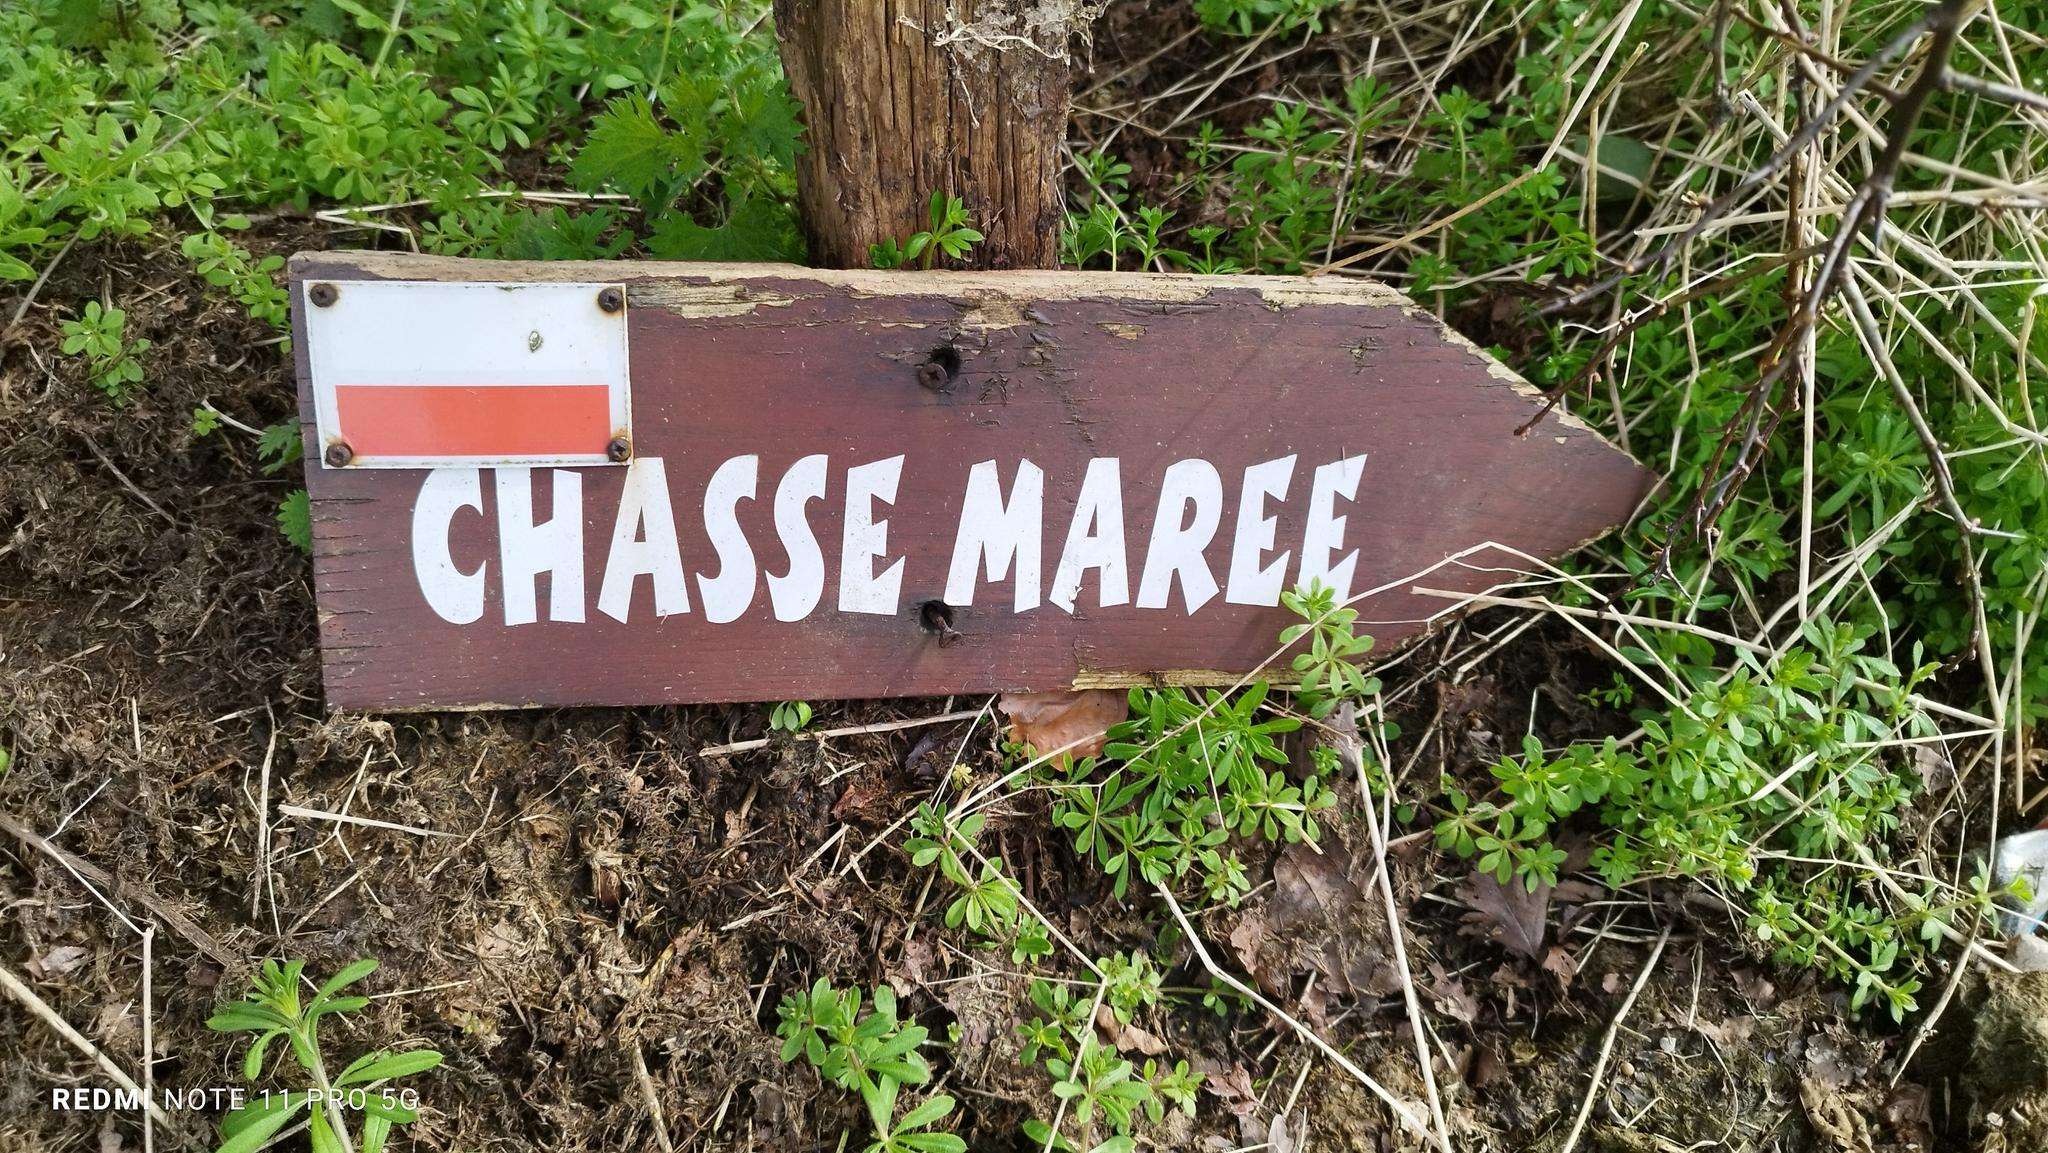 CHASSE MAREE
REDMI NOTE 11 PRO 5G